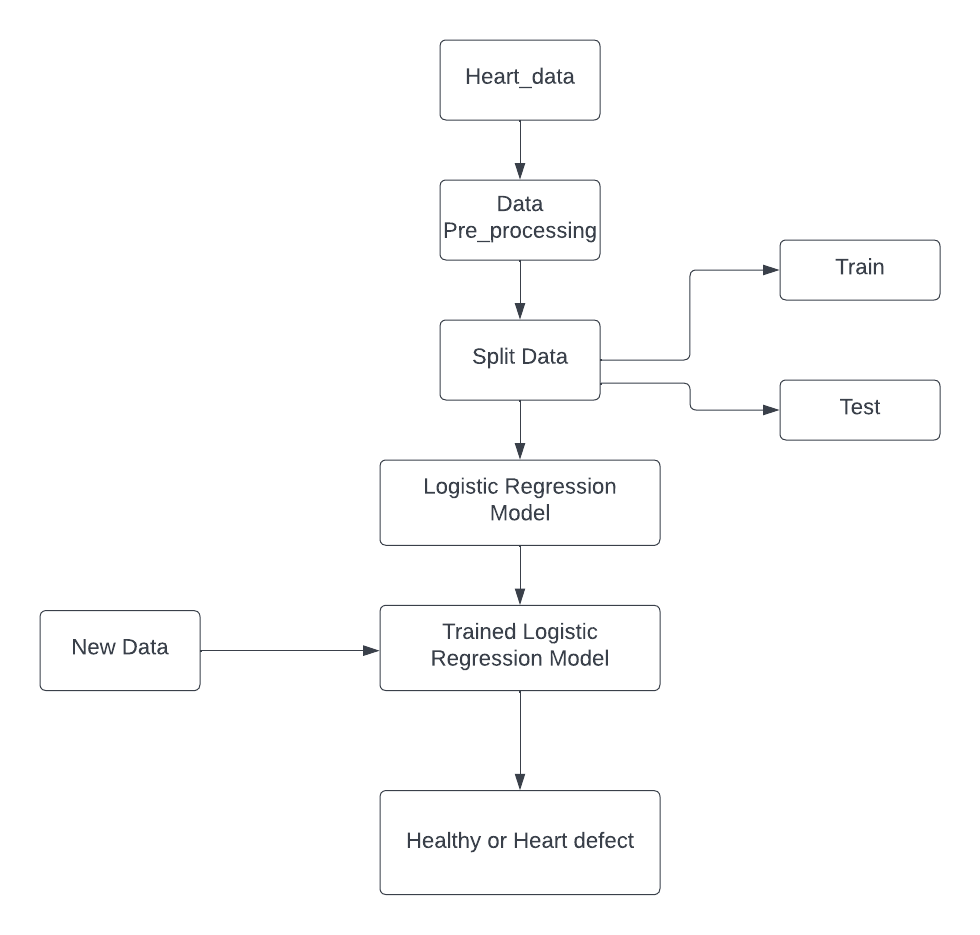 Heart_data
Data
Pre_processing
Train
Split Data
Test
Logistic Regression
Model
New Data
Trained Logistic
Regression Model
Healthy or Heart defect